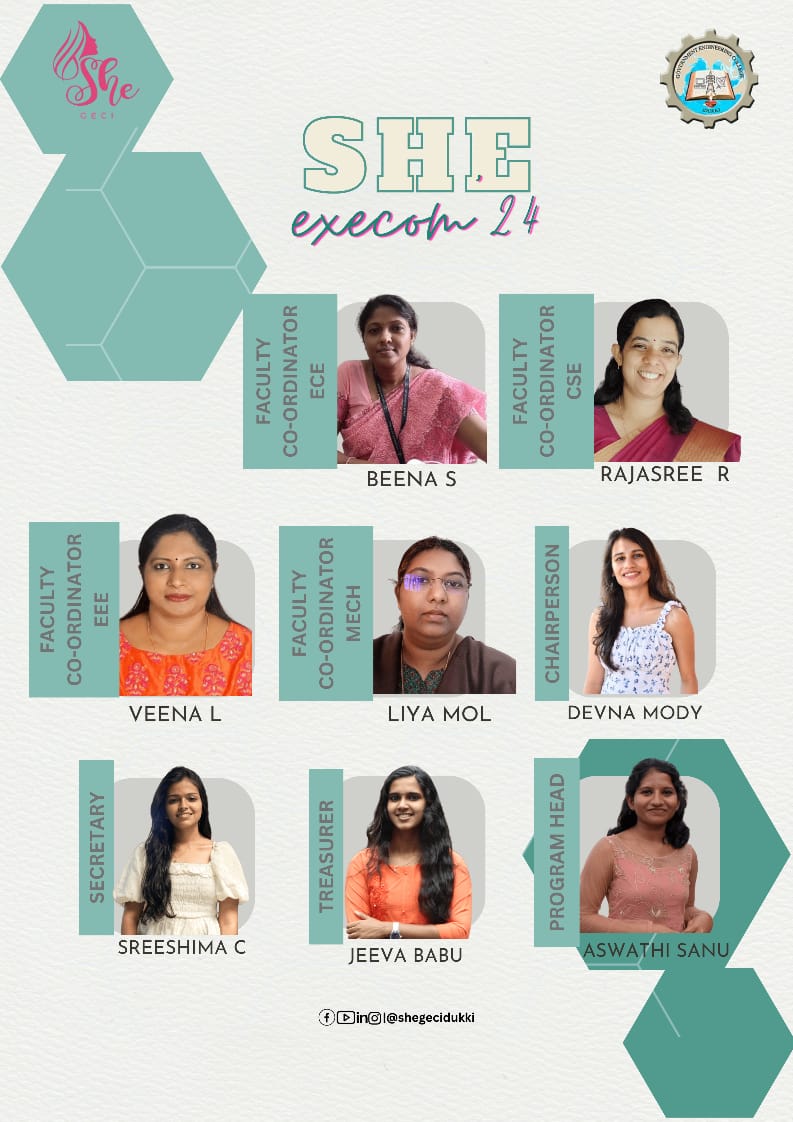 She
GECI
GOVERNMENT ENGINEERING COLLEGE
IDUKKI
SHE
execom '24
FACULTY
CO-ORDINATOR
ECE
BEENA S
FACULTY
CO-ORDINATOR
CSE
RAJASREE R
FACULTY
CO-ORDINATOR
EEE
VEENA L
FACULTY
CO-ORDINATOR
MECH
LIYA MOL
CHAIRPERSON
DEVNA MODY
SECRETARY
SREESHIMA C
TREASURER
JEEVA BABU
PROGRAM HEAD
ASWATHI SANU
@shegecidukki